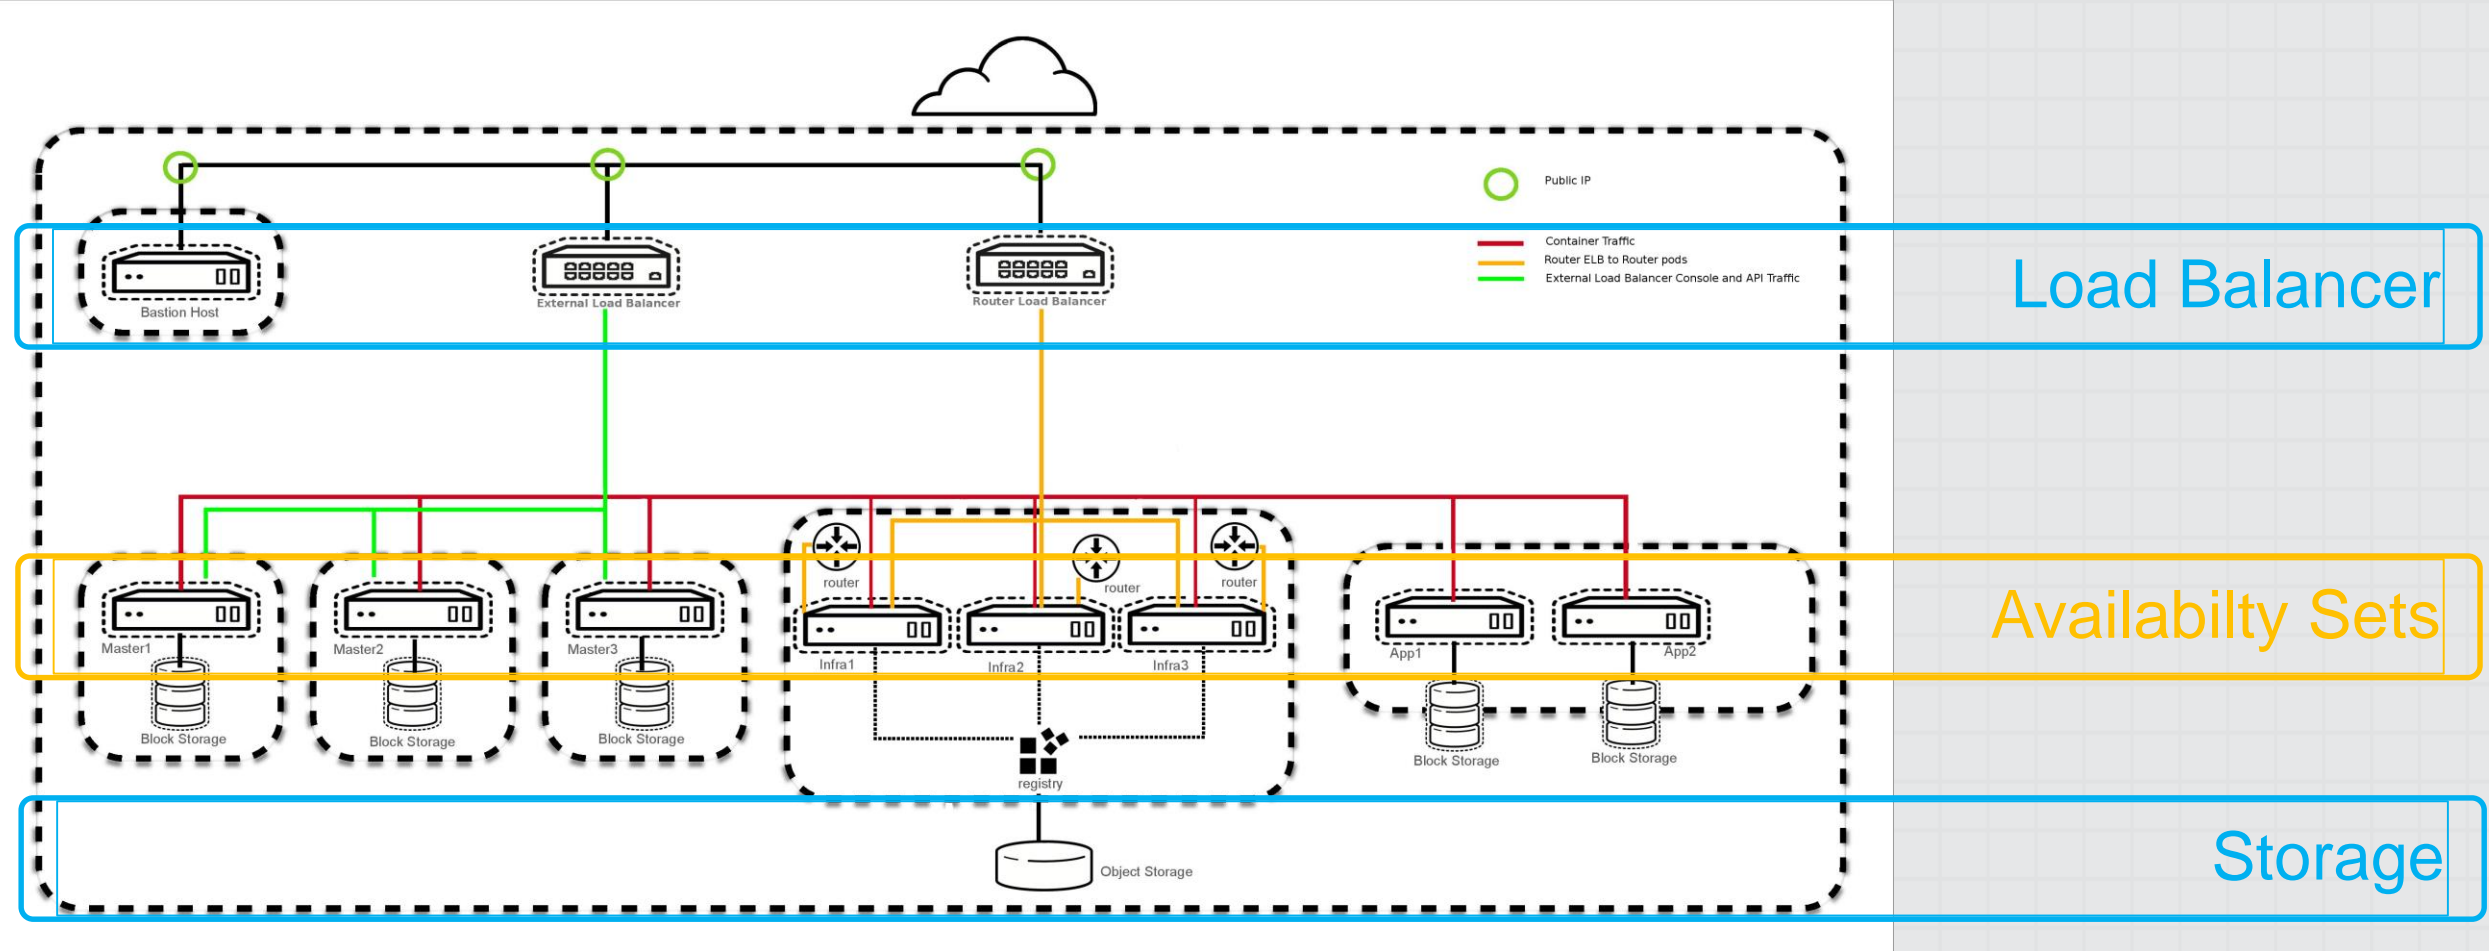 Public IP
Container Traffic
Router ELB to Router pods
External Load Balancer Console and API Traffic
Load Balancer
Bastion Host
External Load Balancer
Router Load Balancer
Availabilty Sets
router
router
router
Master1
Master2
Master3
Infra1
Infra2
Infra3
App1
App2
Block Storage
Block Storage
Block Storage
Block Storage
Block Storage
registry
Storage
Object Storage